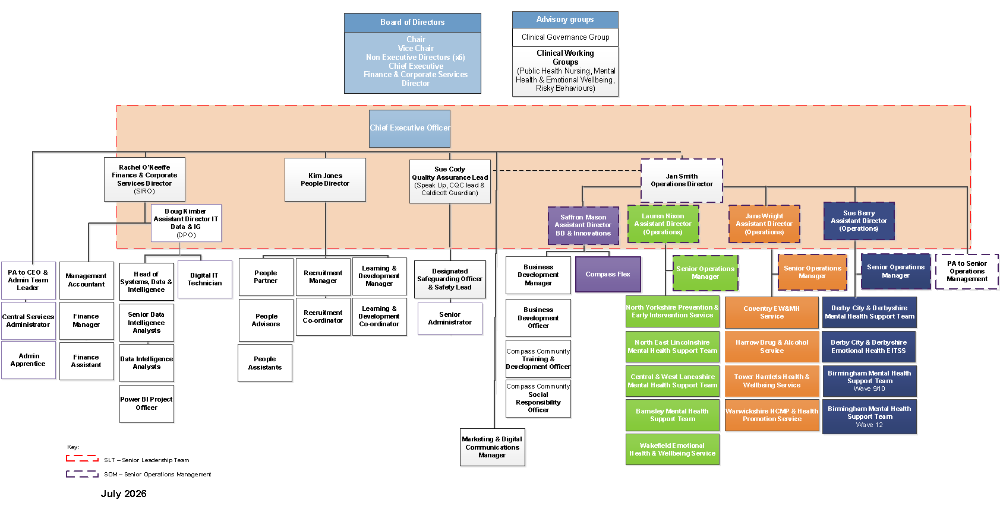 Board of Directors
Chair
Vice Chair
Non Executive Directors (x6)
Chief Executive
Finance & Corporate Services
Director
Advisory groups
Clinical Governance Group
Clinical Working
Groups
(Public Health Nursing, Mental
Health & Emotional Wellbeing,
Risky Behaviours)
Chief Executive Officer
Rachel O'Keeffe
Finance & Corporate
Services Director
(SIRO)
Kim Jones
People Director
Sue Cody
Quality Assurance Lead
(Speak Up, CQC lead &
Caldicott Guardian)
Jan Smith
Operations Director
Doug Kimber
Assistant Director IT
Data & IG
(DPO)
Saffron Mason
Assistant Director
BD & Innovations
Lauren Nixon
Assistant Director
(Operations)
Jane Wright
Assistant Director
(Operations)
Sue Berry
Assistant Director
(Operations)
PA to CEO &
Admin Team
Leader
Central Services
Administrator
Admin
Apprentice
Management
Accountant
Finance
Manager
Finance
Assistant
Head of
Systems, Data &
Intelligence
Senior Data
Intelligence
Analysts
Data Intelligence
Analysts
Power BI Project
Officer
Digital IT
Technician
People
Partner
People
Advisors
People
Assistants
Recruitment
Manager
Recruitment
Co-ordinator
Learning &
Development
Manager
Learning &
Development
Co-ordinator
Designated
Safeguarding Officer
& Safety Lead
Senior
Administrator
Marketing & Digital
Communications
Manager
Business
Development
Manager
Business
Development
Officer
Compass Community
Training &
Development Officer
Compass Community
Social
Responsibility
Officer
Compass Flex
Senior Operations
Manager
North Yorkshire Prevention &
Early Intervention Service
North East Lincolnshire
Mental Health Support Team
Central & West Lancashire
Mental Health Support Team
Barnsley Mental Health
Support Team
Wakefield Emotional
Health & Wellbeing Service
Senior Operations
Manager
Coventry EW&MH
Service
Harrow Drug & Alcohol
Service
Tower Hamlets Health &
Wellbeing Service
Warwickshire NCMP & Health
Promotion Service
Senior Operations
Manager
Derby City & Derbyshire
Mental Health Support Team
Derby City & Derbyshire
Emotional Health EITSS
Birmingham Mental Health
Support Team
Wave 9/10
Birmingham Mental Health
Support Team
Wave 12
PA to Senior
Operations
Management
Key:
SLT – Senior Leadership Team
SOM – Senior Operations Management
July 2026